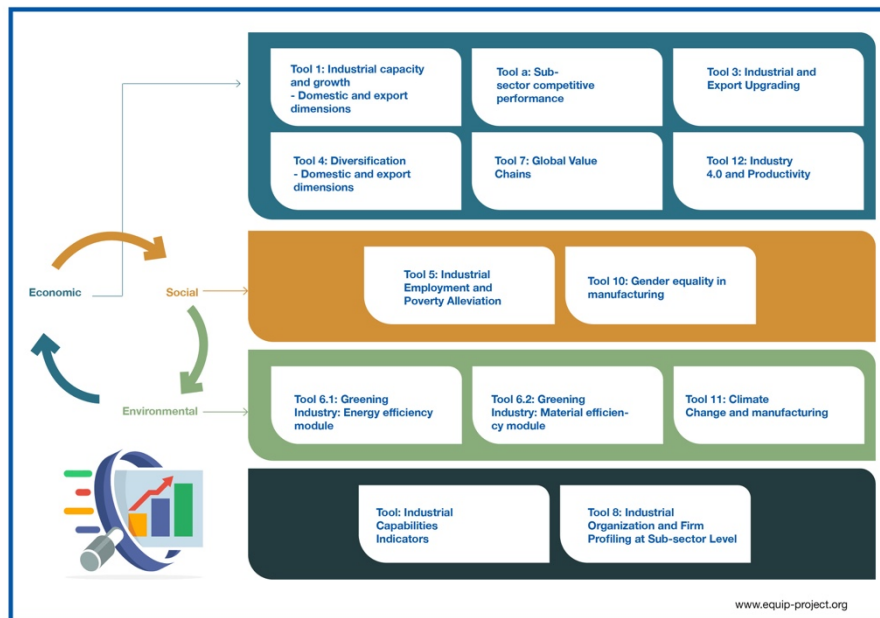 Tool 1: Industrial capacity
and growth
- Domestic and export
dimensions
Tool a: Sub-
sector competitive
performance
Tool 3: Industrial and
Export Upgrading
Tool 4: Diversification
- Domestic and export
dimensions
Tool 7: Global Value
Chains
Tool 12: Industry
4.0 and Productivity
Economic
Social
Tool 5: Industrial
Employment and
Poverty Alleviation
Tool 10: Gender equality in
manufacturing
Environmental
Tool 6.1: Greening
Industry: Energy efficiency
module
Tool 6.2: Greening
Industry: Material efficien-
cy module
Tool 11: Climate
Change and manufacturing
Tool: Industrial
Capabilities
Indicators
Tool 8: Industrial
Organization and Firm
Profiling at Sub-sector Level
www.equip-project.org